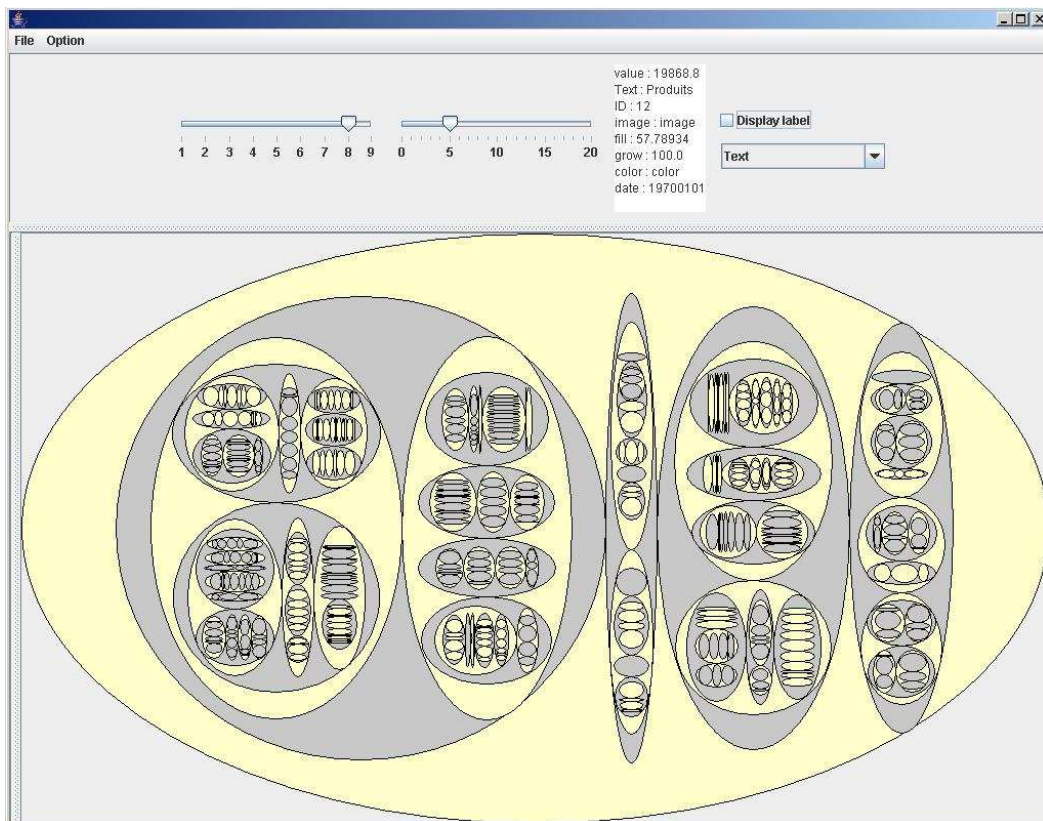 File Option
value : 19868.8
Text : Produits
ID : 12
image : image
fill : 57.78934
grow : 100.0
color : color
date : 19700101
Display label
1 2 3 4 5 6 7 8 9
0 5 10 15 20
Text